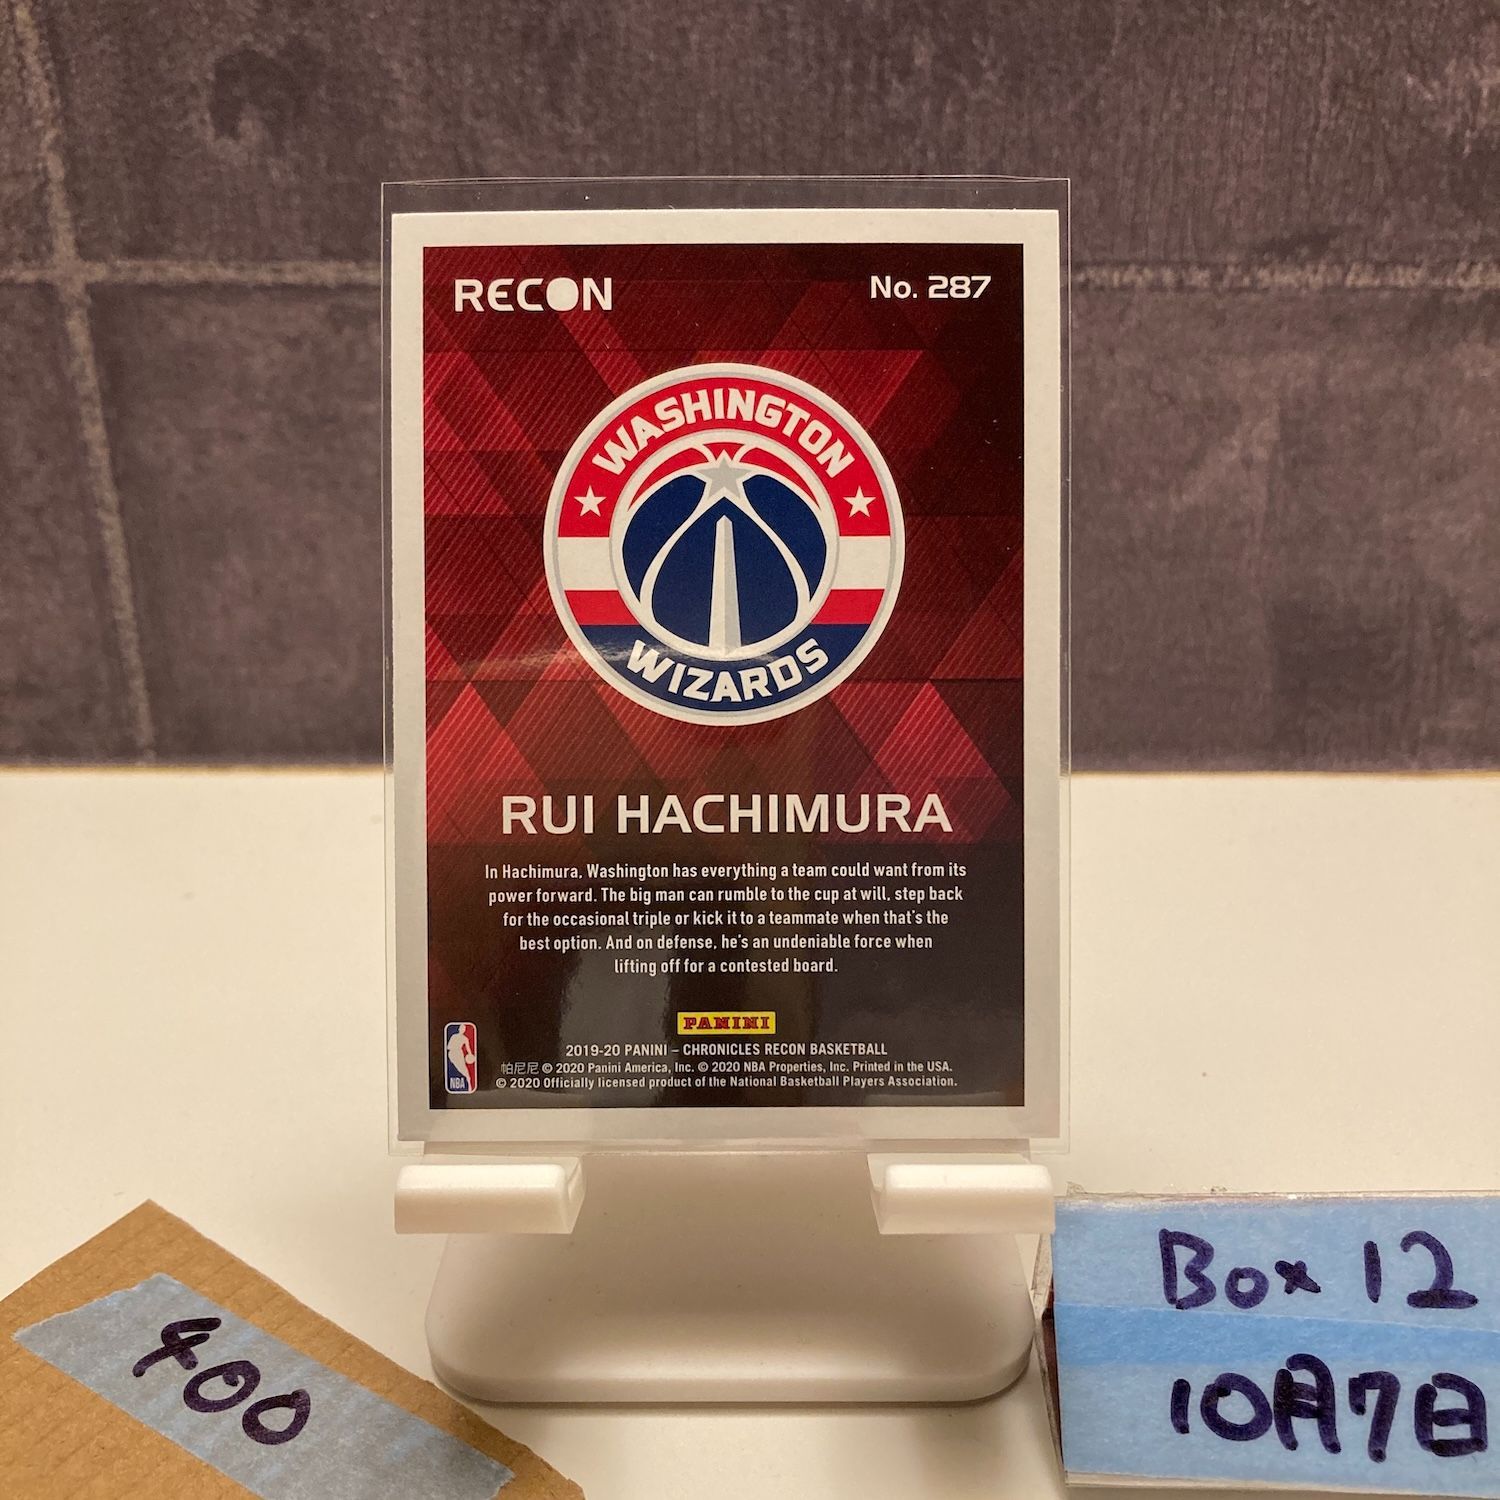 RECON
No. 287
WASHINGTON
WIZARDS
RUI HACHIMURA
In Hachimura, Washington has everything a team could want from its
power forward. The big man can rumble to the cup at will, step back
for the occasional triple or kick it to a teammate when that's the
best option. And on defense, he's an undeniable force when
lifting off for a contested board.
PANINI
NBA
2019-20 PANINI – CHRONICLES RECON BASKETBALL
帕尼尼 © 2020 Panini America, Inc. © 2020 NBA Properties, Inc. Printed in the USA.
© 2020 Officially licensed product of the National Basketball Players Association.
400
Box 12
10月7日